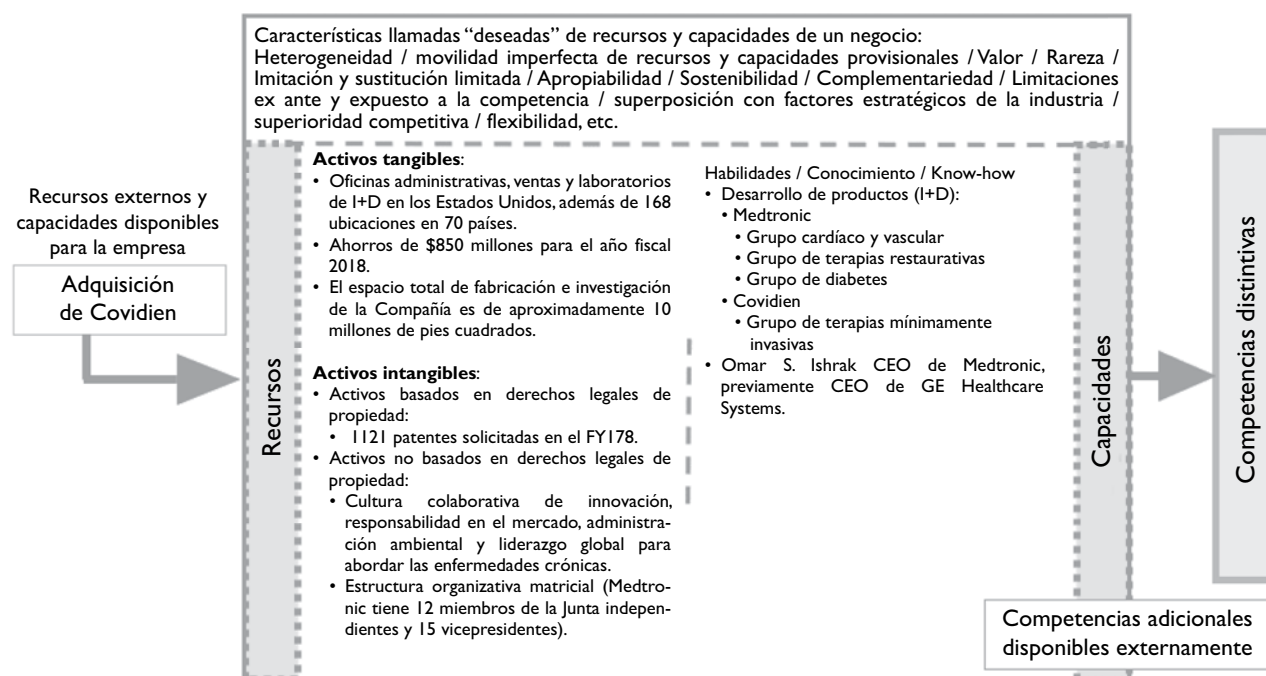 Características llamadas “deseadas” de recursos y capacidades de un negocio:
Heterogeneidad / movilidad imperfecta de recursos y capacidades provisionales / Valor / Rareza /
Imitación y sustitución limitada / Apropiabilidad / Sostenibilidad / Complementariedad / Limitaciones
ex ante y expuesto a la competencia / superposición con factores estratégicos de la industria /
superioridad competitiva / flexibilidad, etc.
Recursos externos y
capacidades disponibles
para la empresa
Adquisición
de Covidien
Recursos
Activos tangibles:
• Oficinas administrativas, ventas y laboratorios
de I+D en los Estados Unidos, además de 168
ubicaciones en 70 países.
• Ahorros de $850 millones para el año fiscal
2018.
• El espacio total de fabricación e investigación
de la Compañía es de aproximadamente 10
millones de pies cuadrados.
Activos intangibles:
• Activos basados en derechos legales de
propiedad:
• 1121 patentes solicitadas en el FY178.
• Activos no basados en derechos legales de
propiedad:
• Cultura colaborativa de innovación,
responsabilidad en el mercado, administra-
ción ambiental y liderazgo global para
abordar las enfermedades crónicas.
• Estructura organizativa matricial (Medtro-
nic tiene 12 miembros de la Junta indepen-
dientes y 15 vicepresidentes).
Habilidades / Conocimiento / Know-how
• Desarrollo de productos (I+D):
• Medtronic
• Grupo cardíaco y vascular
• Grupo de terapias restaurativas
• Grupo de diabetes
• Covidien
• Grupo de terapias mínimamente
invasivas
• Omar S. Ishrak CEO de Medtronic,
previamente CEO de GE Healthcare
Systems.
Capacidades
Competencias distintivas
Competencias adicionales
disponibles externamente